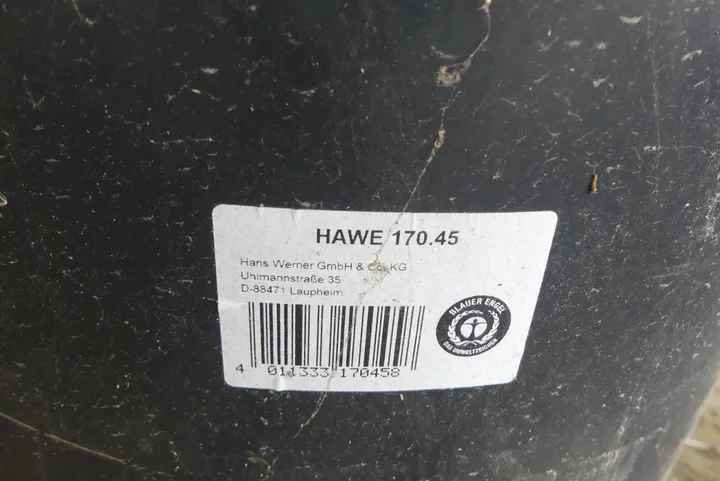 HAWE 170.45
Hans Werner GmbH & Co. KG
Uhlmannstraße 35
D-88471 Laupheim
BLAUER ENGEL
DAS UMWELTZEICHEN
4 011333 170458